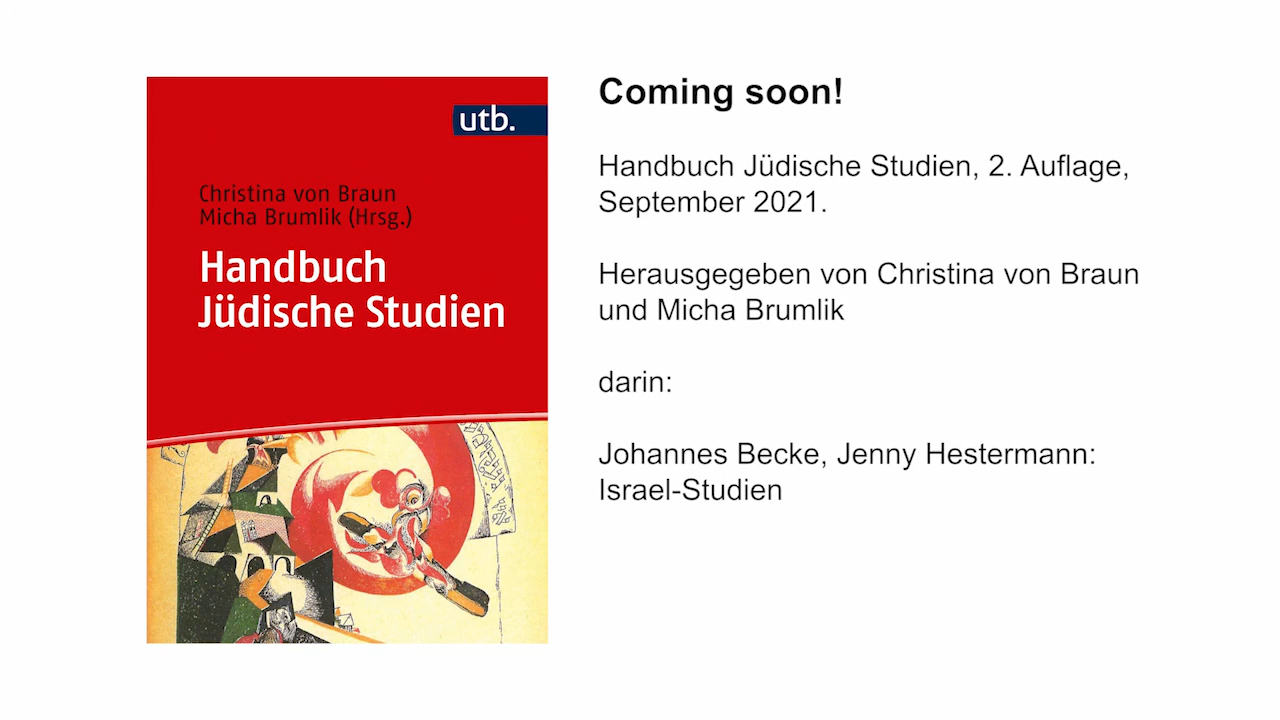 utb.
Christina von Braun
Micha Brumlik (Hrsg.)
Handbuch
Jüdische Studien
Coming soon!
Handbuch Jüdische Studien, 2. Auflage,
September 2021.
Herausgegeben von Christina von Braun
und Micha Brumlik
darin:
Johannes Becke, Jenny Hestermann:
Israel-Studien